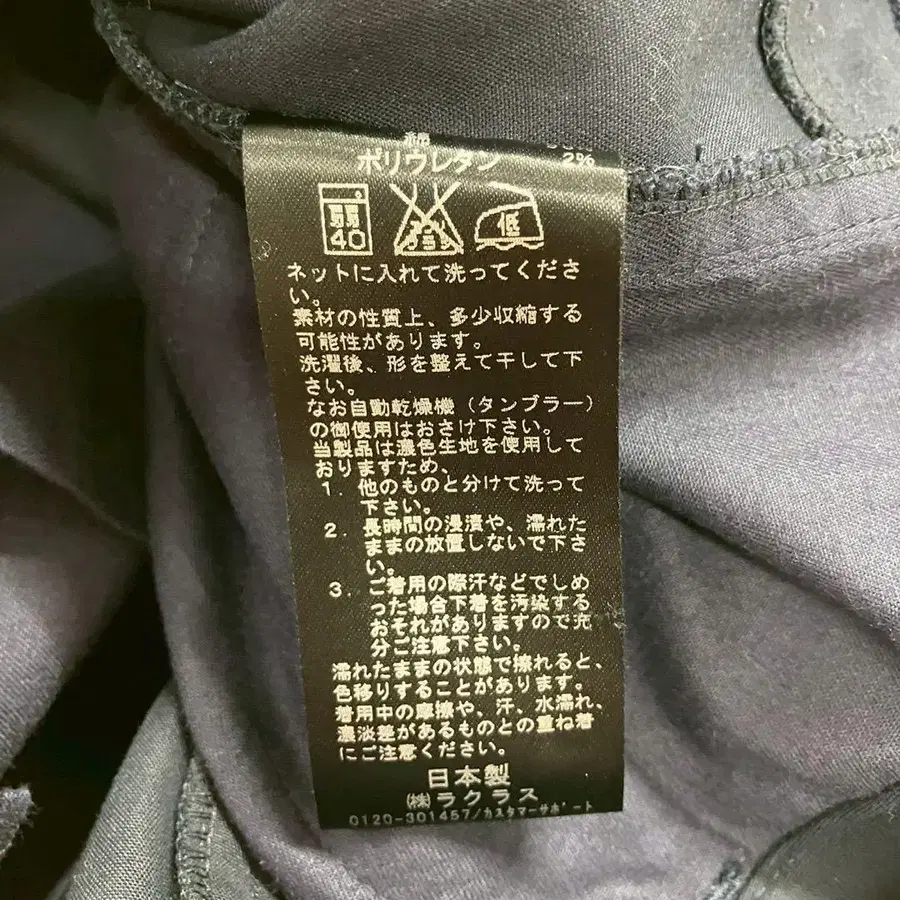 綿
ポリウレタン 2%
弱
40
低
ネットに入れて洗ってくださ
い。
素材の性質上、多少収縮する
可能性があります。
洗濯後、形を整えて干して下
さい。
なお自動乾燥機（タンブラー）
の御使用はおさけ下さい。
当製品は濃色生地を使用して
おりますため、
1. 他のものと分けて洗って
下さい。
2. 長時間の浸漬や、濡れた
ままの放置しないで下さ
い。
3. ご着用の際汗などでしめ
った場合下着を汚染する
おそれがありますので充
分ご注意下さい。
濡れたままの状態で擦れると、
色移りすることがあります。
着用中の摩擦や、汗、水濡れ、
濃淡差があるものとの重ね着
にご注意ください。
日本製
㈱ラクラス
0120-301457/カスタマーサポート